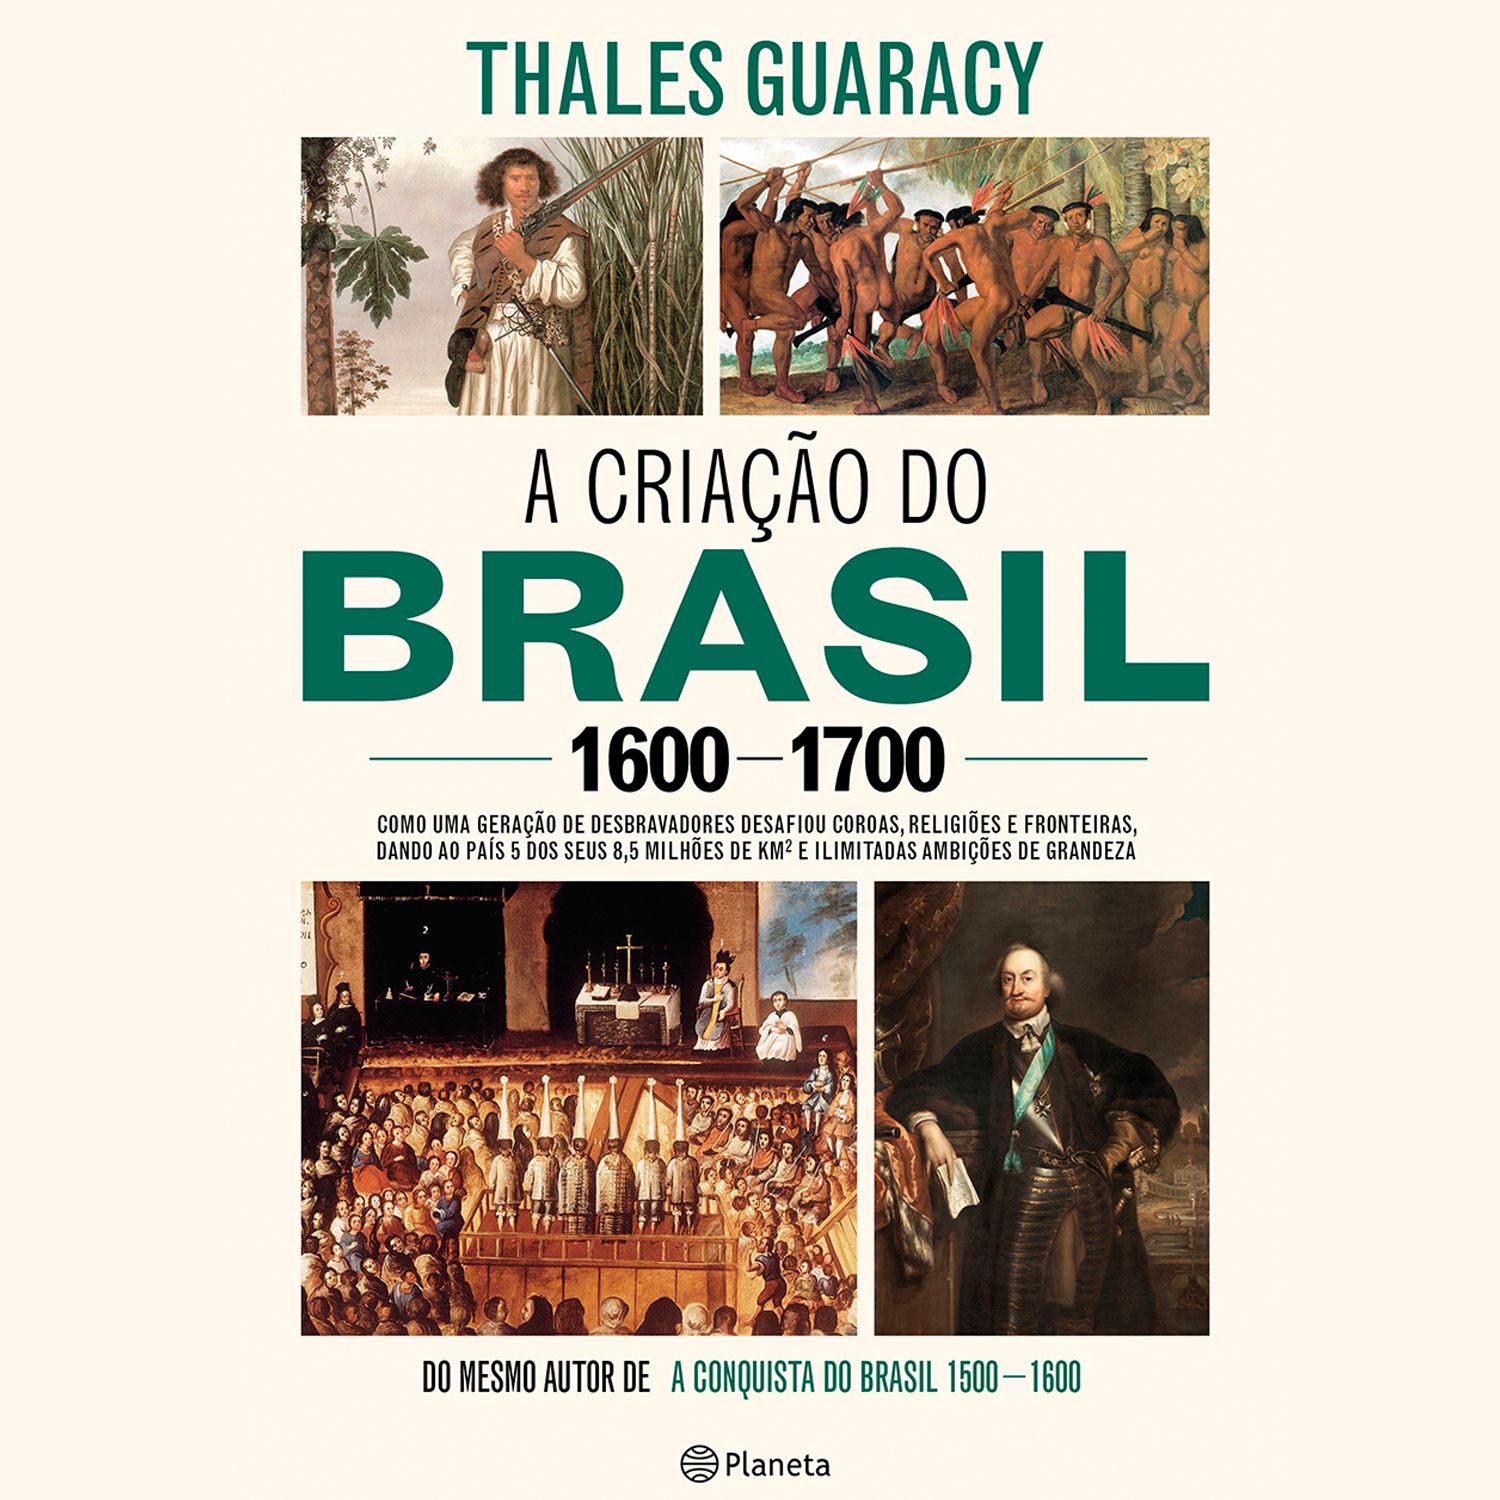 THALES GUARACY
A CRIAÇÃO DO
BRASIL
1600—1700
COMO UMA GERAÇÃO DE DESBRAVADORES DESAFIOU COROAS, RELIGIÕES E FRONTEIRAS,
DANDO AO PAÍS 5 DOS SEUS 8,5 MILHÕES DE KM² E ILIMITADAS AMBIÇÕES DE GRANDEZA
DO MESMO AUTOR DE A CONQUISTA DO BRASIL 1500—1600
Planeta